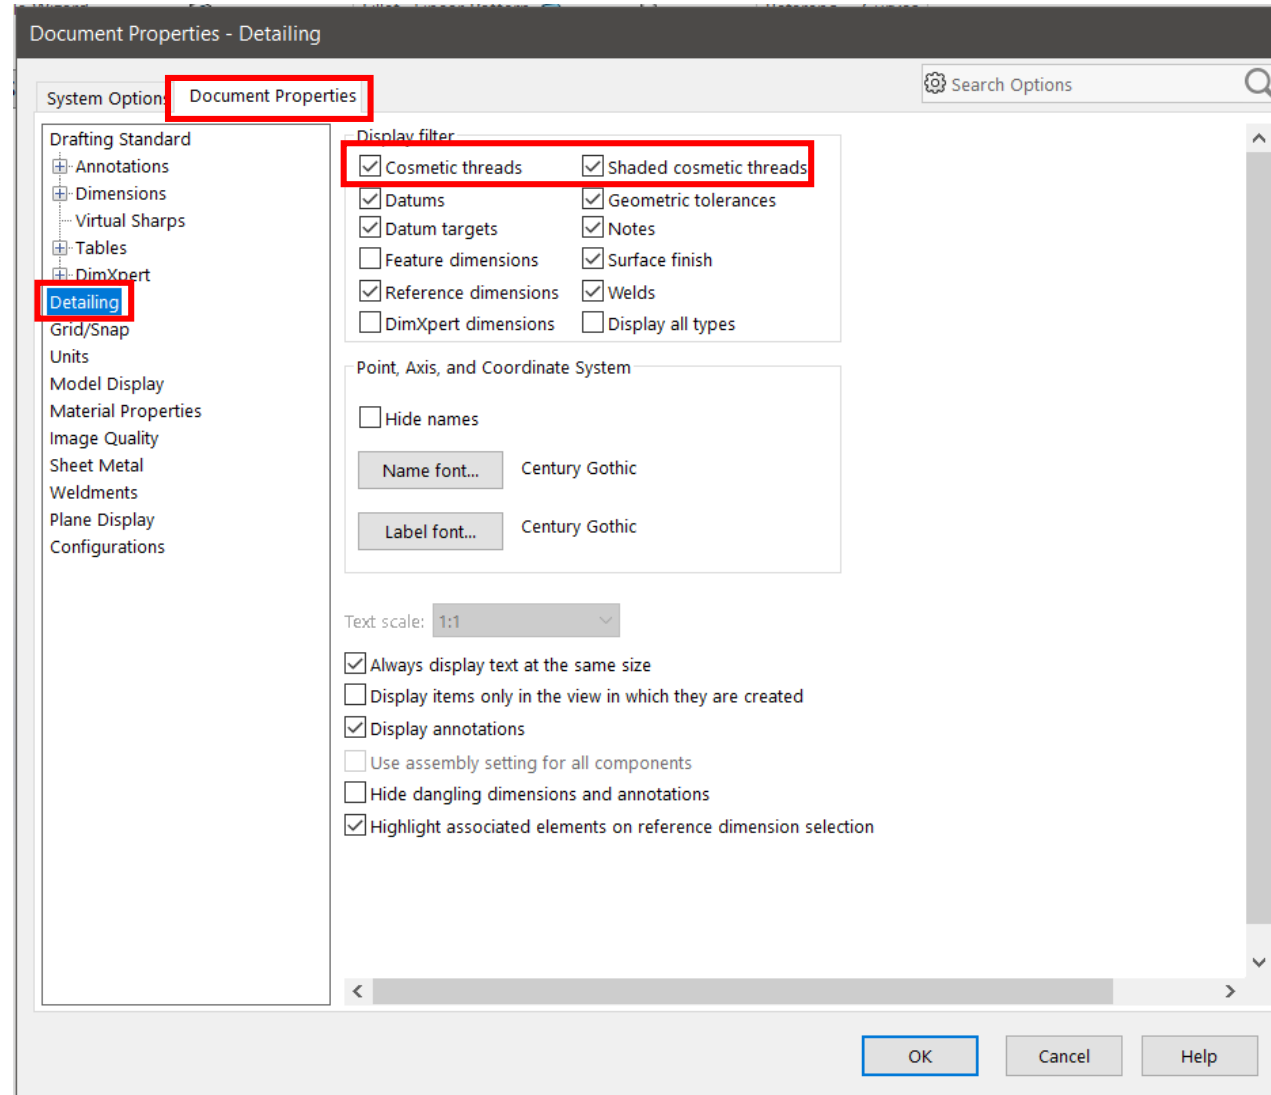 Document Properties - Detailing
System Options
Document Properties
Search Options
Drafting Standard
Annotations
Dimensions
Virtual Sharps
Tables
DimXpert
Detailing
Grid/Snap
Units
Model Display
Material Properties
Image Quality
Sheet Metal
Weldments
Plane Display
Configurations
Display filter
Cosmetic threads Shaded cosmetic threads
Datums Geometric tolerances
Datum targets Notes
Feature dimensions Surface finish
Reference dimensions Welds
DimXpert dimensions Display all types
Point, Axis, and Coordinate System
Hide names
Name font... Century Gothic
Label font... Century Gothic
Text scale: 1:1
Always display text at the same size
Display items only in the view in which they are created
Display annotations
Use assembly setting for all components
Hide dangling dimensions and annotations
Highlight associated elements on reference dimension selection
OK Cancel Help